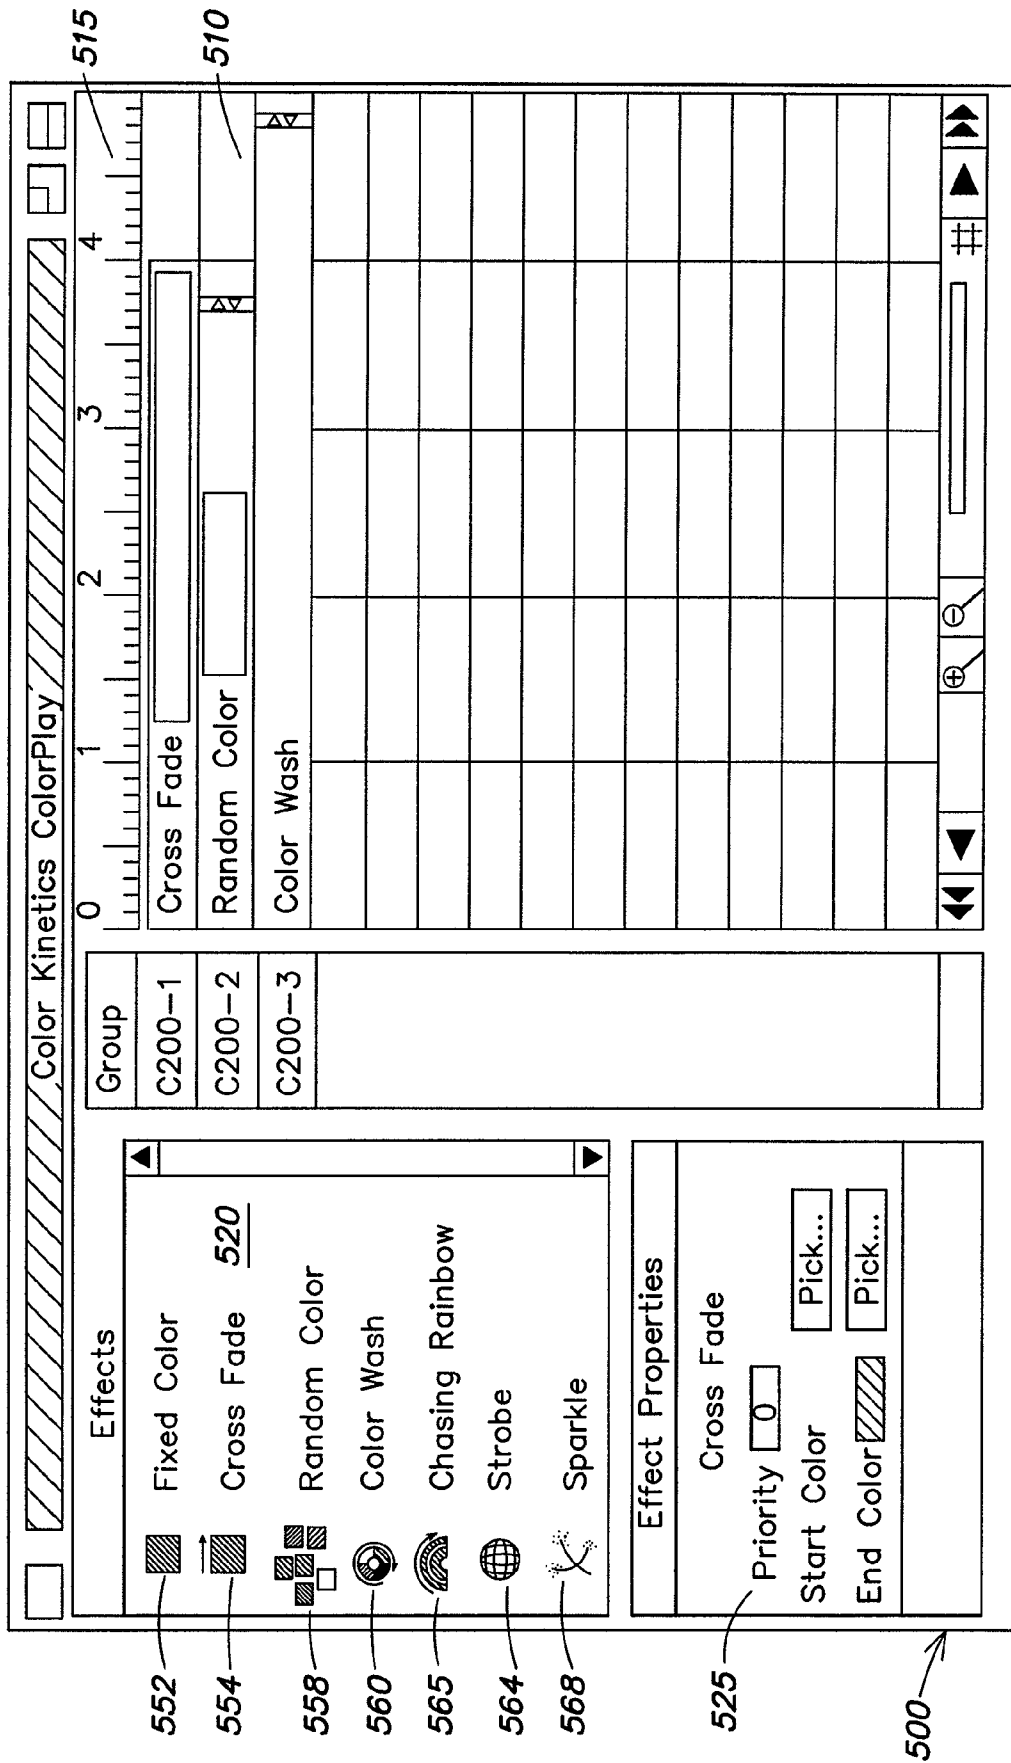 Color Kinetics ColorPlay
515
Effects
552 Fixed Color
554 Cross Fade 520
558 Random Color
560 Color Wash
565 Chasing Rainbow
564 Strobe
568 Sparkle
Group
C200-1
C200-2
C200-3
0 1 2 3 4
Cross Fade
Random Color
510
Color Wash
Effect Properties
Cross Fade
525 Priority 0
Start Color Pick...
End Color Pick...
500